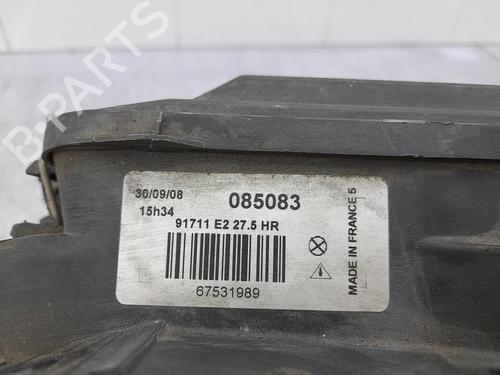 B-PARTS
30/09/08
15h34
085083
91711 E2 27.5 HR
67531989
MADE IN FRANCE 5